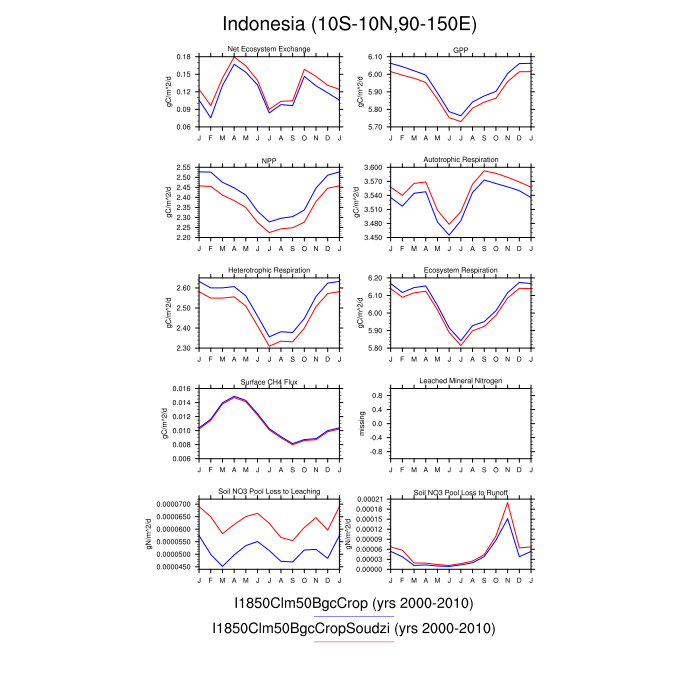 Indonesia (10S-10N,90-150E)
Net Ecosystem Exchange
GPP
gC/m^2/d
0.18
0.15
0.12
0.09
0.06
J F M A M J J A S O N D J
gC/m^2/d
6.10
6.00
5.90
5.80
5.70
J F M A M J J A S O N D J
NPP
Autotrophic Respiration
gC/m^2/d
2.55
2.50
2.45
2.40
2.35
2.30
2.25
2.20
J F M A M J J A S O N D J
gC/m^2/d
3.600
3.570
3.540
3.510
3.480
3.450
J F M A M J J A S O N D J
Heterotrophic Respiration
Ecosystem Respiration
gC/m^2/d
2.60
2.50
2.40
2.30
J F M A M J J A S O N D J
gC/m^2/d
6.20
6.10
6.00
5.90
5.80
J F M A M J J A S O N D J
Surface CH4 Flux
Leached Mineral Nitrogen
gC/m^2/d
0.016
0.014
0.012
0.010
0.008
0.006
J F M A M J J A S O N D J
missing
0.8
0.4
0.0
-0.4
-0.8
J F M A M J J A S O N D J
Soil NO3 Pool Loss to Leaching
Soil NO3 Pool Loss to Runoff
gN/m^2/d
0.0000700
0.0000650
0.0000600
0.0000550
0.0000500
0.0000450
J F M A M J J A S O N D J
gN/m^2/d
0.00021
0.00018
0.00015
0.00012
0.00009
0.00006
0.00003
0.00000
J F M A M J J A S O N D J
I1850Clm50BgcCrop (yrs 2000-2010)
I1850Clm50BgcCropSoudzi (yrs 2000-2010)